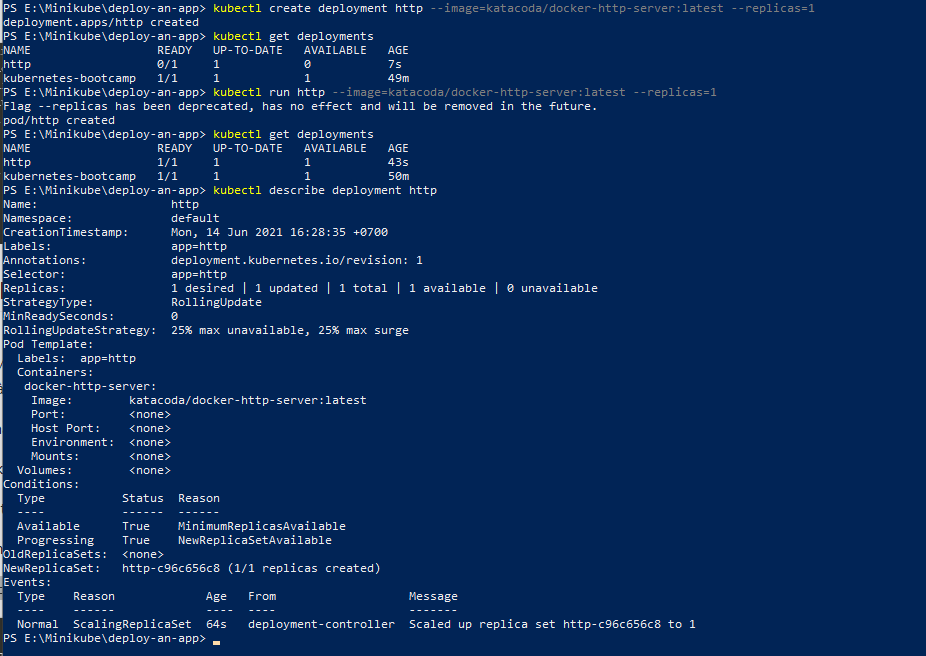 PS E:\Minikube\deploy-an-app> kubectl create deployment http --image=katacoda/docker-http-server:latest --replicas=1
deployment.apps/http created
PS E:\Minikube\deploy-an-app> kubectl get deployments
NAME READY UP-TO-DATE AVAILABLE AGE
http 0/1 1 0 7s
kubernetes-bootcamp 1/1 1 1 49m
PS E:\Minikube\deploy-an-app> kubectl run http --image=katacoda/docker-http-server:latest --replicas=1
Flag --replicas has been deprecated, has no effect and will be removed in the future.
pod/http created
PS E:\Minikube\deploy-an-app> kubectl get deployments
NAME READY UP-TO-DATE AVAILABLE AGE
http 1/1 1 1 43s
kubernetes-bootcamp 1/1 1 1 50m
PS E:\Minikube\deploy-an-app> kubectl describe deployment http
Name: http
Namespace: default
CreationTimestamp: Mon, 14 Jun 2021 16:28:35 +0700
Labels: app=http
Annotations: deployment.kubernetes.io/revision: 1
Selector: app=http
Replicas: 1 desired | 1 updated | 1 total | 1 available | 0 unavailable
StrategyType: RollingUpdate
MinReadySeconds: 0
RollingUpdateStrategy: 25% max unavailable, 25% max surge
Pod Template:
Labels: app=http
Containers:
docker-http-server:
Image: katacoda/docker-http-server:latest
Port: <none>
Host Port: <none>
Environment: <none>
Mounts: <none>
Volumes: <none>
Conditions:
Type Status Reason
---- ------ ------
Available True MinimumReplicasAvailable
Progressing True NewReplicaSetAvailable
OldReplicaSets: <none>
NewReplicaSet: http-c96c656c8 (1/1 replicas created)
Events:
Type Reason Age From Message
---- ------ ---- ---- -------
Normal ScalingReplicaSet 64s deployment-controller Scaled up replica set http-c96c656c8 to 1
PS E:\Minikube\deploy-an-app>